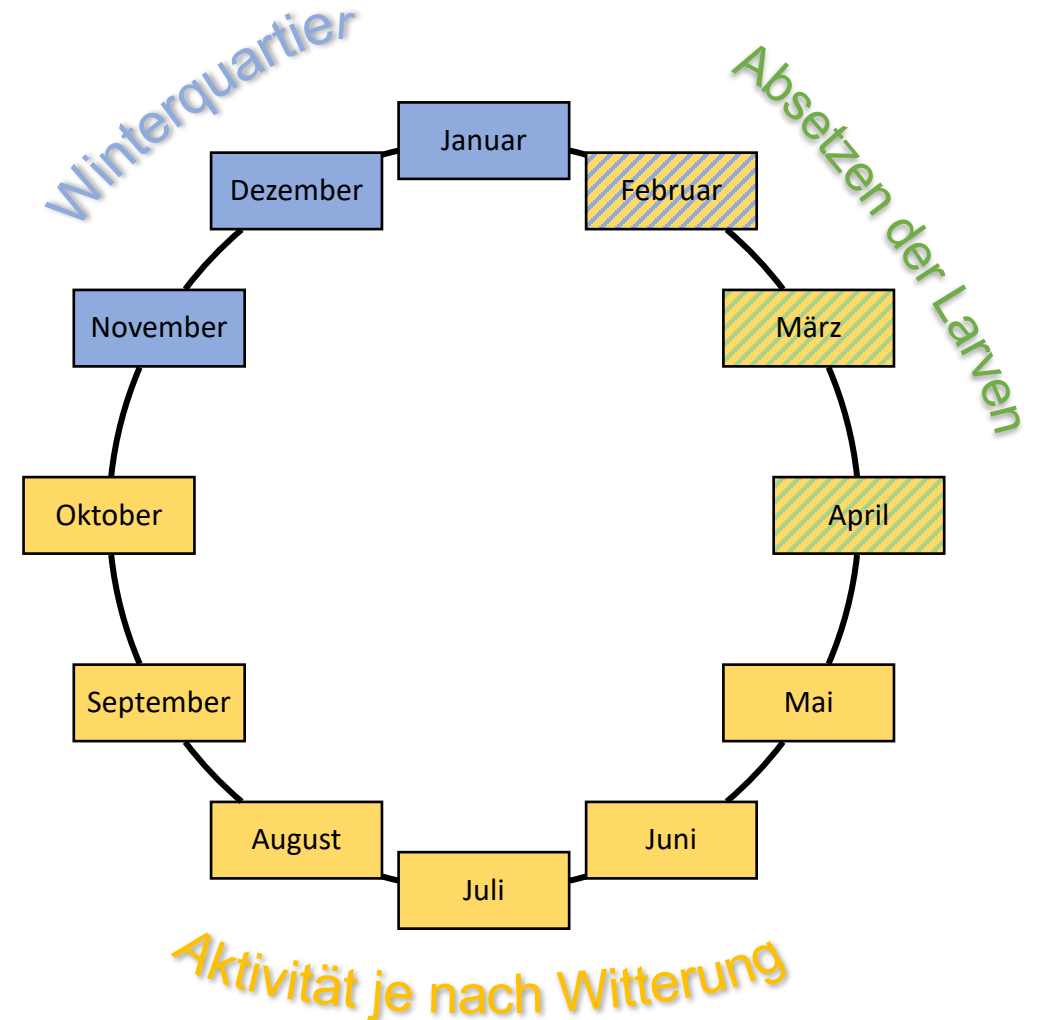 Winterquartier
Absetzen der Larven
Januar
Februar
März
April
Mai
Juni
Juli
August
September
Oktober
November
Dezember
Aktivität je nach Witterung